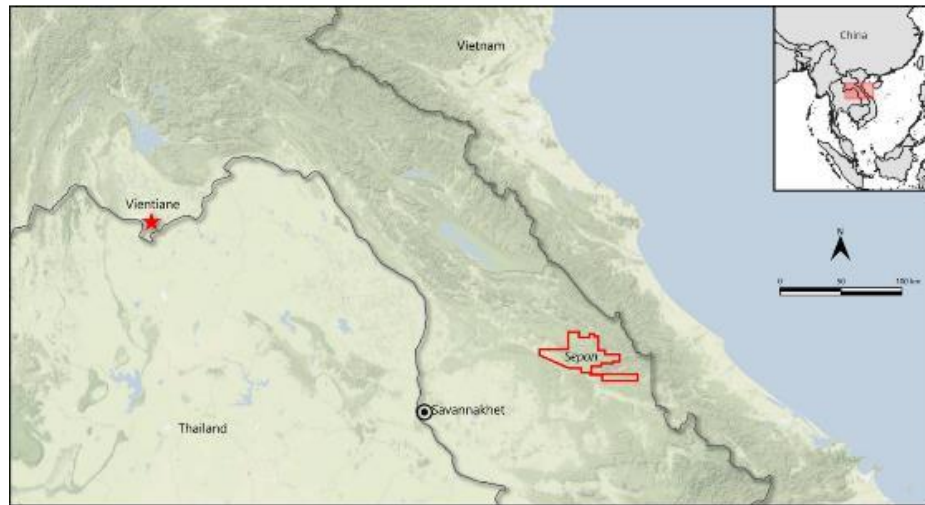 Vietnam
China
Vientiane
N
0 50 100 km
Sepon
Savannakhet
Thailand